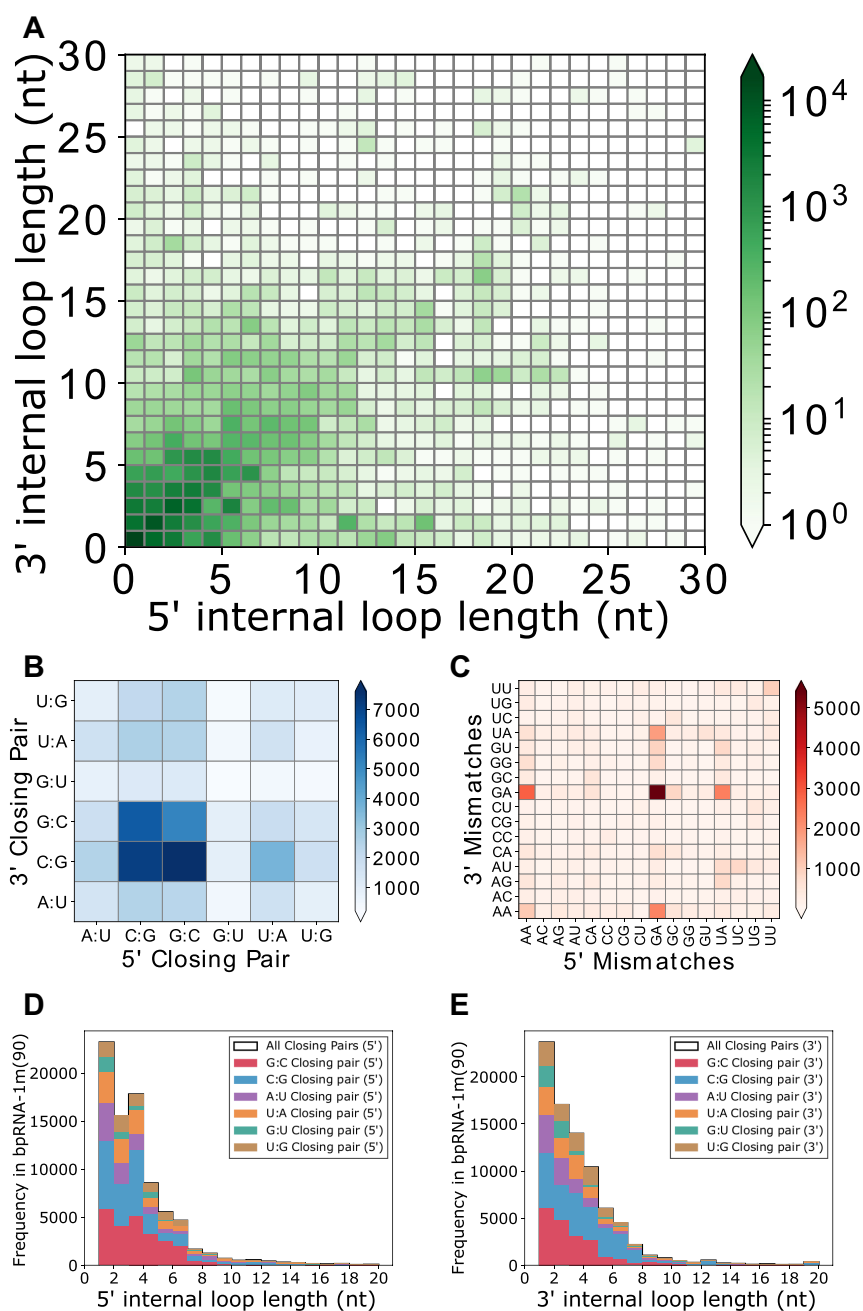 A
30
25
20
15
10
5
0
3' internal loop length (nt)
0 5 10 15 20 25 30
5' internal loop length (nt)
10^4
10^3
10^2
10^1
10^0
B
U:G
U:A
G:U
G:C
C:G
A:U
3' Closing Pair
A:U C:G G:C G:U U:A U:G
5' Closing Pair
7000
6000
5000
4000
3000
2000
1000
C
UU
UG
UC
UA
GU
GG
GC
GA
CU
CG
CC
CA
AU
AG
AC
AA
3' Mismatches
AA AC AG AU CA CC CG CU GA GC GG GU UA UC UG UU
5' Mismatches
5000
4000
3000
2000
1000
D
Frequency in bpRNA-1m(90)
20000
15000
10000
5000
0
0 2 4 6 8 10 12 14 16 18 20
5' internal loop length (nt)
All Closing Pairs (5')
G:C Closing pair (5')
C:G Closing pair (5')
A:U Closing pair (5')
U:A Closing pair (5')
G:U Closing pair (5')
U:G Closing pair (5')
E
Frequency in bpRNA-1m(90)
20000
15000
10000
5000
0
0 2 4 6 8 10 12 14 16 18 20
3' internal loop length (nt)
All Closing Pairs (3')
G:C Closing pair (3')
C:G Closing pair (3')
A:U Closing pair (3')
U:A Closing pair (3')
G:U Closing pair (3')
U:G Closing pair (3')